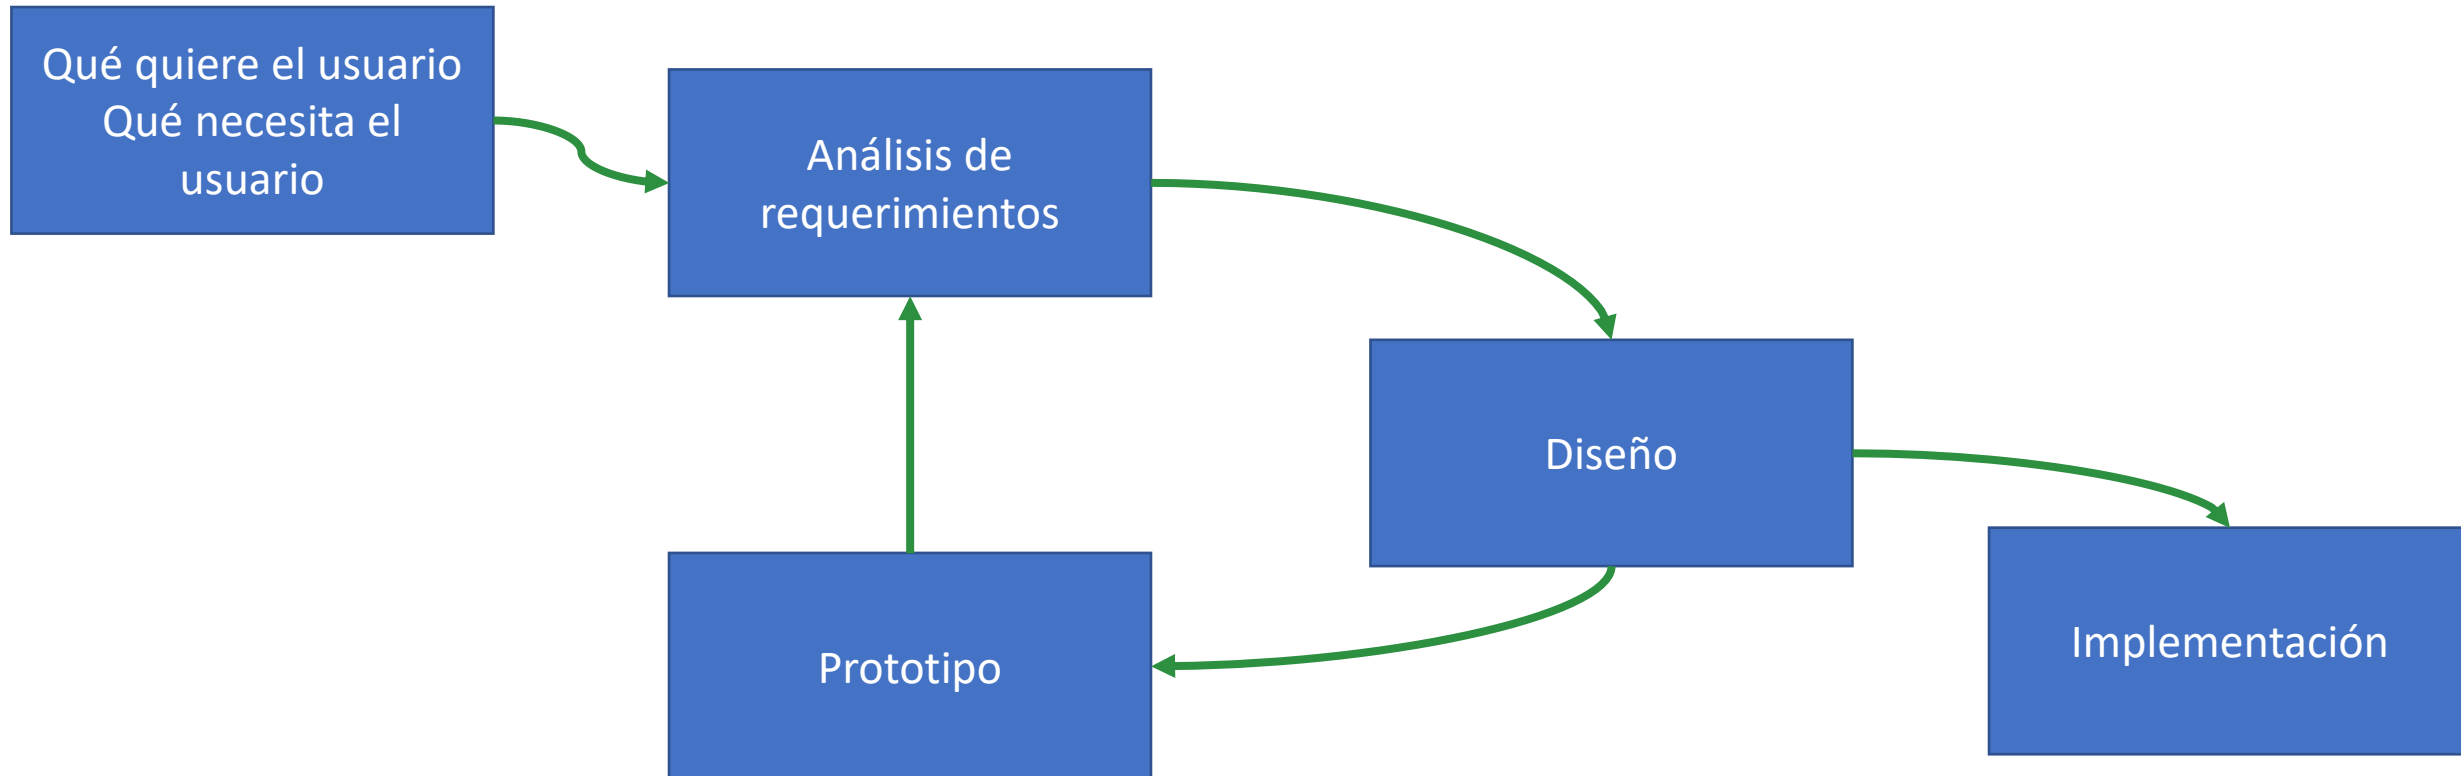 Qué quiere el usuario
Qué necesita el
usuario
Análisis de
requerimientos
Diseño
Implementación
Prototipo